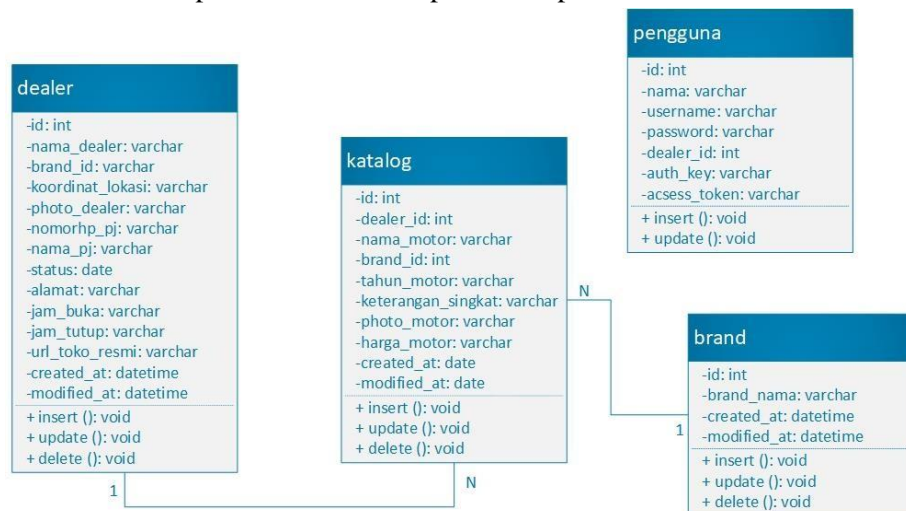 dealer
-id: int
-nama_dealer: varchar
-brand_id: varchar
-koordinat_lokasi: varchar
-photo_dealer: varchar
-nomorhp_pj: varchar
-nama_pj: varchar
-status: date
-alamat: varchar
-jam_buka: varchar
-jam_tutup: varchar
-url_toko_resmi: varchar
-created_at: datetime
-modified_at: datetime
+ insert (): void
+ update (): void
+ delete (): void
1
katalog
-id: int
-dealer_id: int
-nama_motor: varchar
-brand_id: int
-tahun_motor: varchar
-keterangan_singkat: varchar
-photo_motor: varchar
-harga_motor: varchar
-created_at: date
-modified_at: date
+ insert (): void
+ update (): void
+ delete (): void
N
N
pengguna
-id: int
-nama: varchar
-username: varchar
-password: varchar
-dealer_id: int
-auth_key: varchar
-acsess_token: varchar
+ insert (): void
+ update (): void
brand
-id: int
-brand_nama: varchar
-created_at: datetime
-modified_at: datetime
+ insert (): void
+ update (): void
+ delete (): void
1